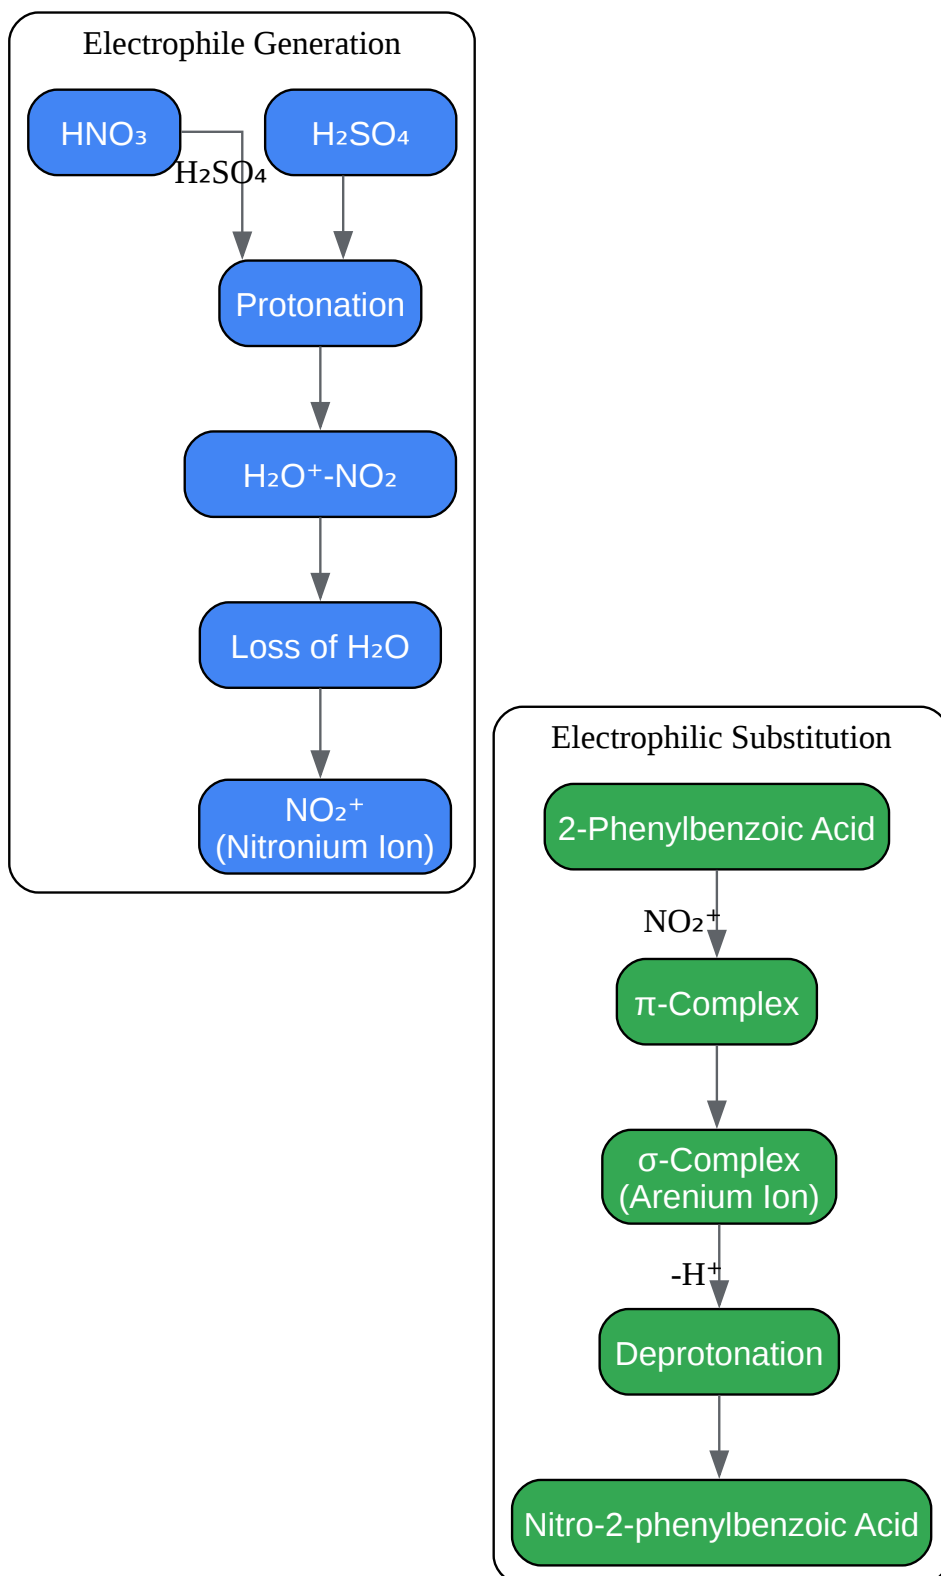 Electrophile Generation
HNO₃
H₂SO₄
H₂SO₄
Protonation
H₂O⁺-NO₂
Loss of H₂O
NO₂⁺
(Nitronium Ion)
Electrophilic Substitution
2-Phenylbenzoic Acid
NO₂⁺
π-Complex
σ-Complex
(Arenium Ion)
-H⁺
Deprotonation
Nitro-2-phenylbenzoic Acid